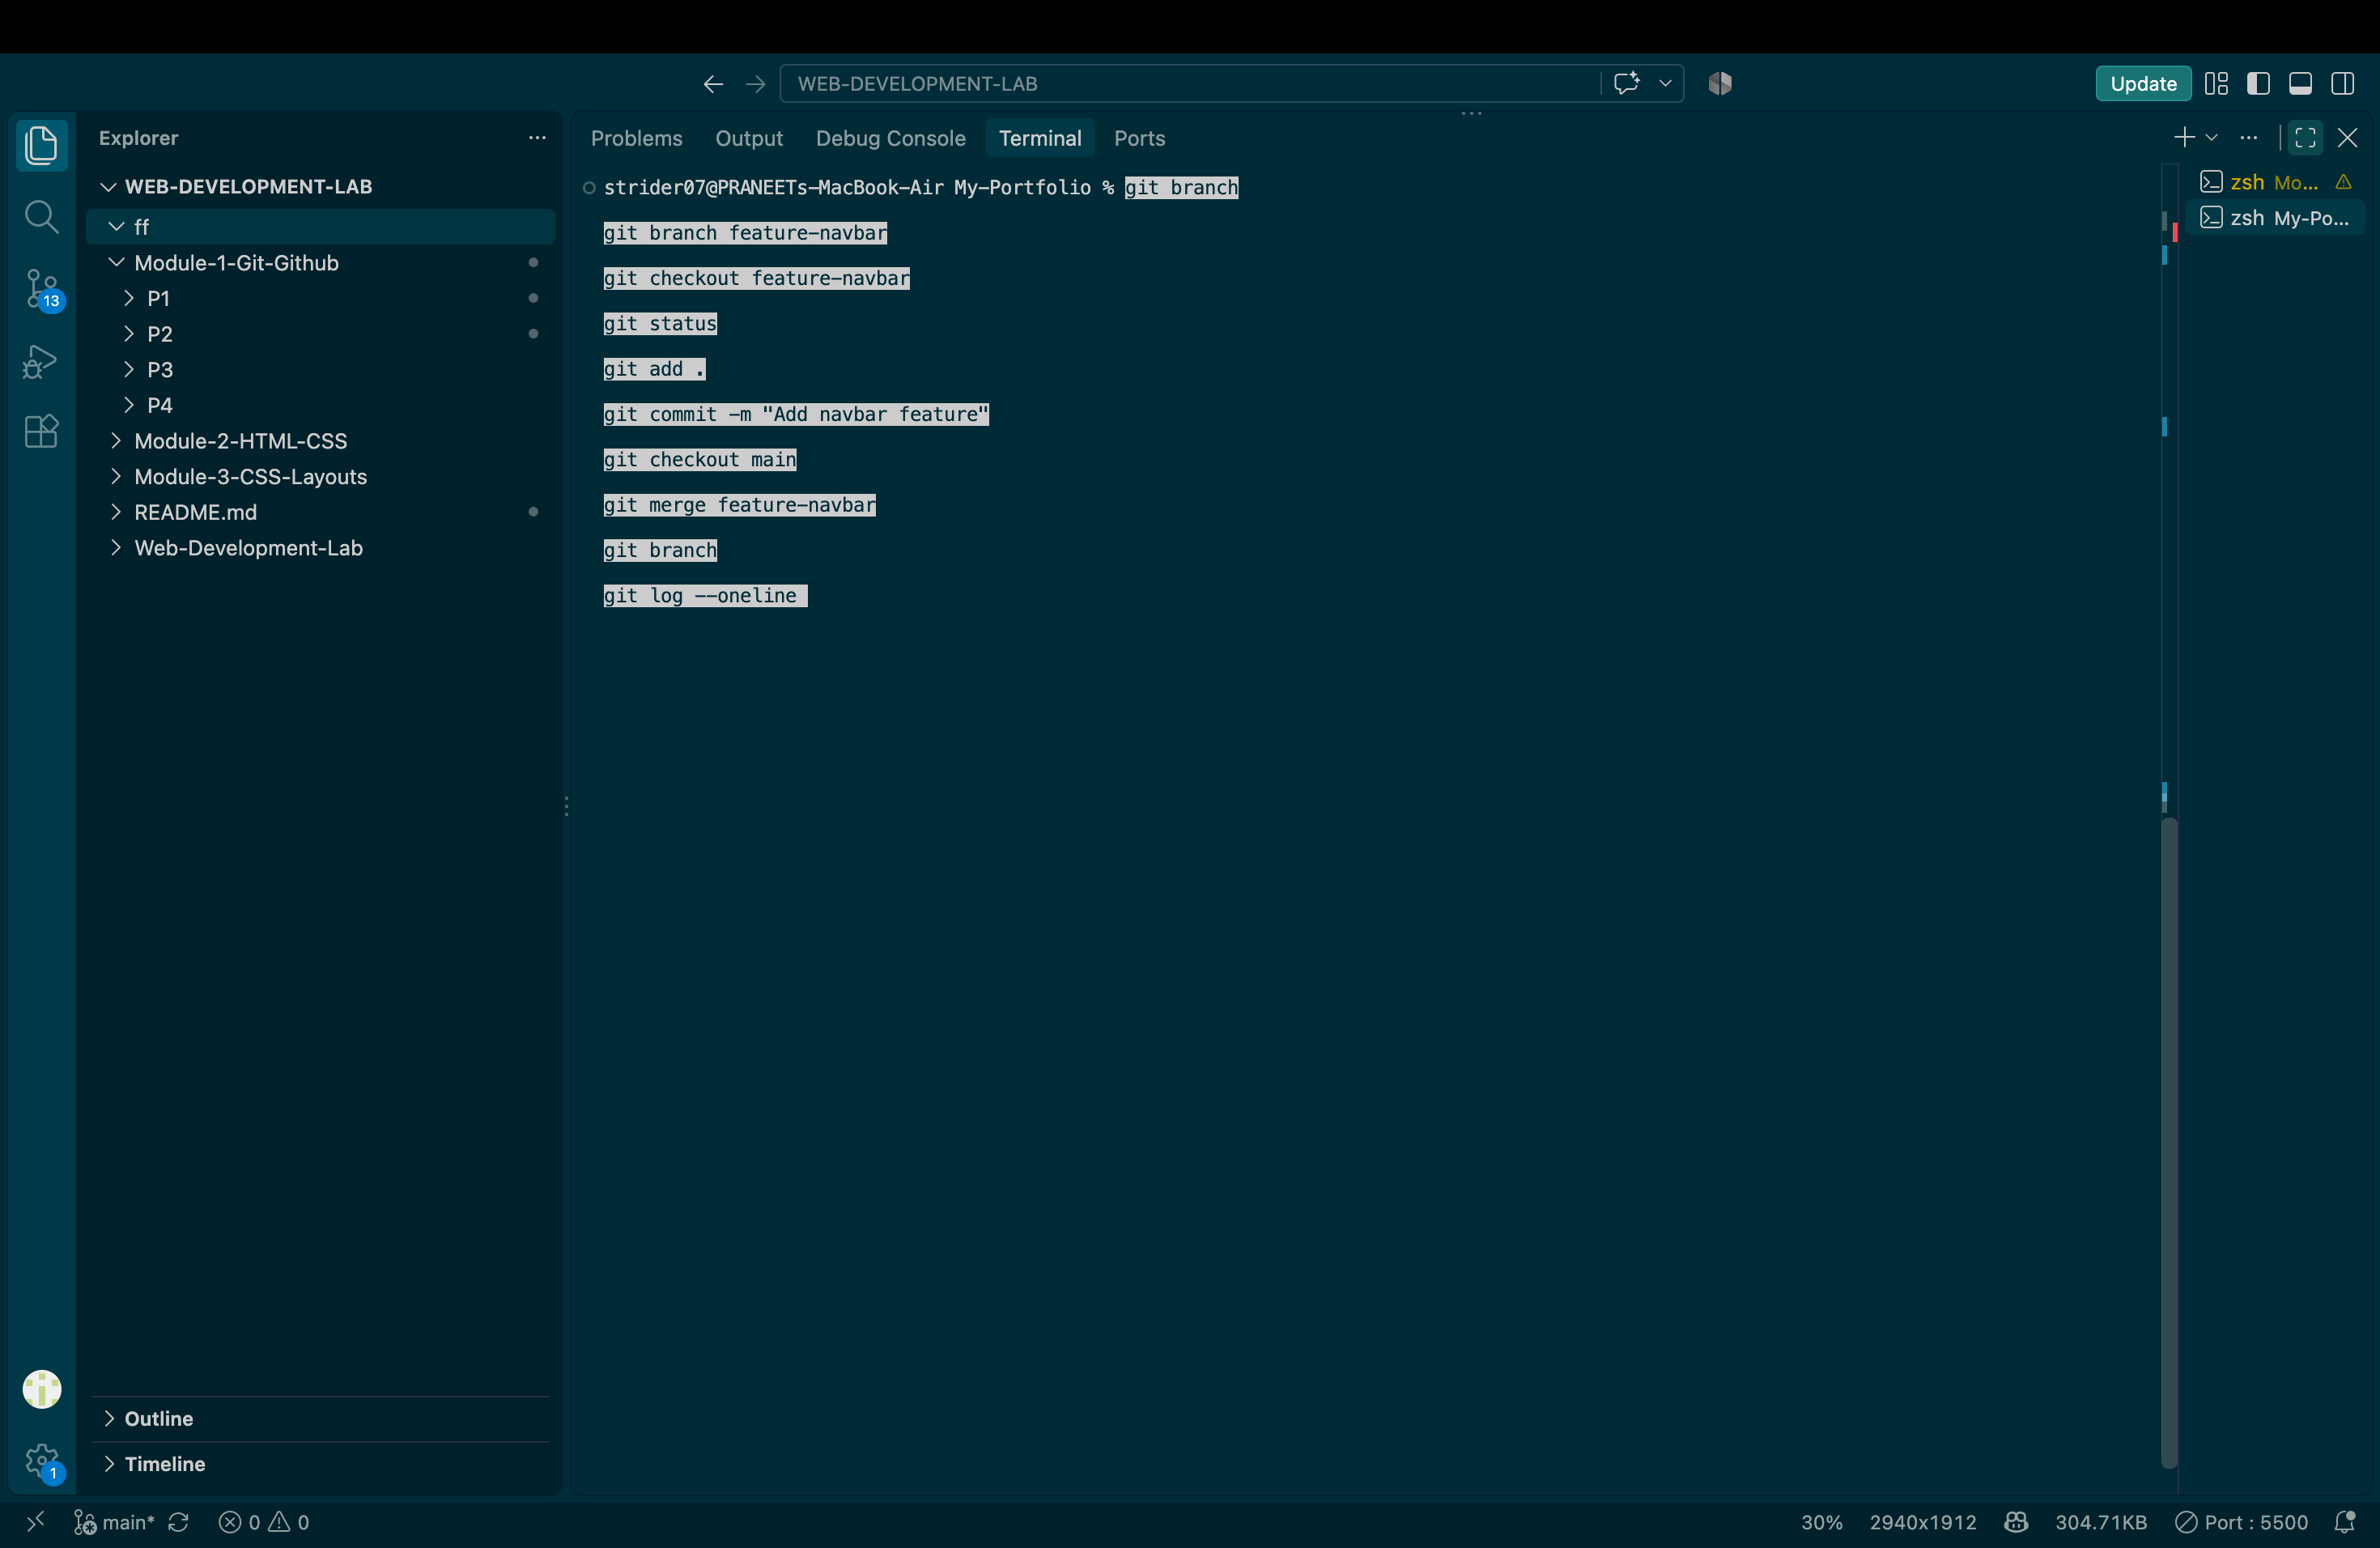 WEB-DEVELOPMENT-LAB
Update
Explorer
WEB-DEVELOPMENT-LAB
ff
Module-1-Git-Github
P1
P2
P3
P4
Module-2-HTML-CSS
Module-3-CSS-Layouts
README.md
Web-Development-Lab
Outline
Timeline
13
1
Problems Output Debug Console Terminal Ports
strider07@PRANEETs-MacBook-Air My-Portfolio % git branch
git branch feature-navbar
git checkout feature-navbar
git status
git add .
git commit -m "Add navbar feature"
git checkout main
git merge feature-navbar
git branch
git log --oneline
zsh Mo...
zsh My-Po...
main* 0 0 30% 2940x1912 304.71KB Port : 5500